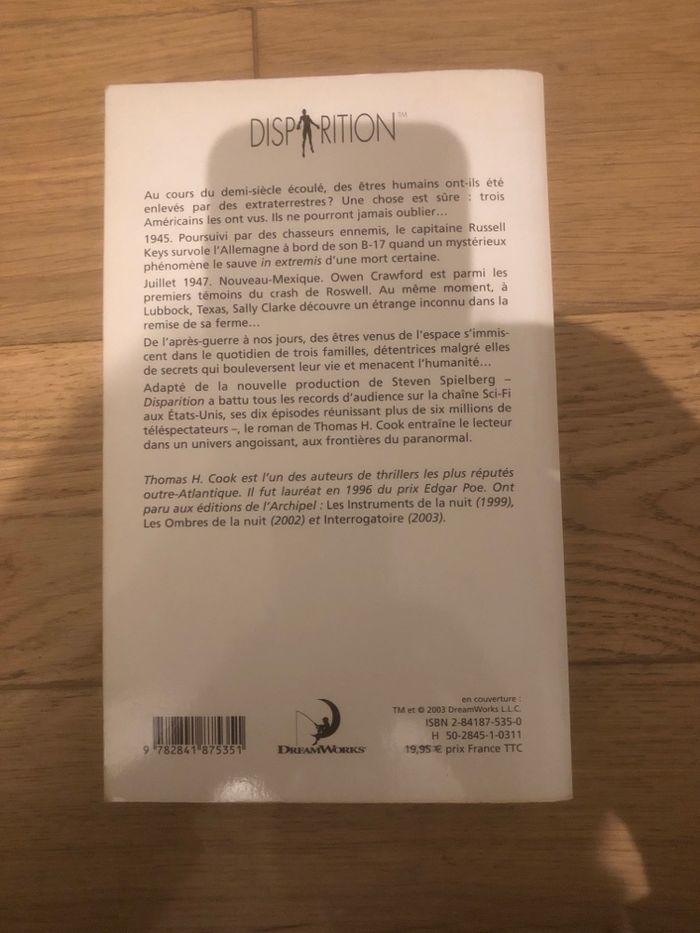 DISPARITION™
Au cours du demi-siècle écoulé, des êtres humains ont-ils été
enlevés par des extraterrestres ? Une chose est sûre : trois
Américains les ont vus. Ils ne pourront jamais oublier…
1945. Poursuivi par des chasseurs ennemis, le capitaine Russell
Keys survole l'Allemagne à bord de son B-17 quand un mystérieux
phénomène le sauve in extremis d'une mort certaine.
Juillet 1947. Nouveau-Mexique. Owen Crawford est parmi les
premiers témoins du crash de Roswell. Au même moment, à
Lubbock, Texas, Sally Clarke découvre un étrange inconnu dans la
remise de sa ferme…
De l'après-guerre à nos jours, des êtres venus de l'espace s'immis-
cent dans le quotidien de trois familles, détentrices malgré elles
de secrets qui bouleversent leur vie et menacent l'humanité…
Adapté de la nouvelle production de Steven Spielberg –
Disparition a battu tous les records d'audience sur la chaîne Sci-Fi
aux États-Unis, ses dix épisodes réunissant plus de six millions de
téléspectateurs –, le roman de Thomas H. Cook entraîne le lecteur
dans un univers angoissant, aux frontières du paranormal.
Thomas H. Cook est l'un des auteurs de thrillers les plus réputés
outre-Atlantique. Il fut lauréat en 1996 du prix Edgar Poe. Ont
paru aux éditions de l'Archipel : Les Instruments de la nuit (1999),
Les Ombres de la nuit (2002) et Interrogatoire (2003).
en couverture :
TM et © 2003 DreamWorks L.L.C.
ISBN 2-84187-535-0
H 50-2845-1-0311
19,95 € prix France TTC
DREAMWORKS
9 782841 875351